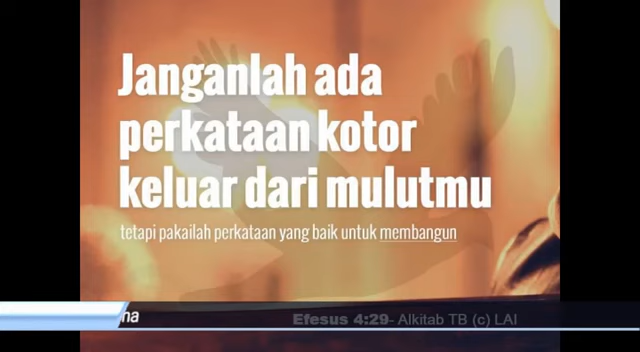 Janganlah ada
perkataan kotor
keluar dari mulutmu
tetapi pakailah perkataan yang baik untuk membangun
na
Efesus 4:29- Alkitab TB (c) LAI